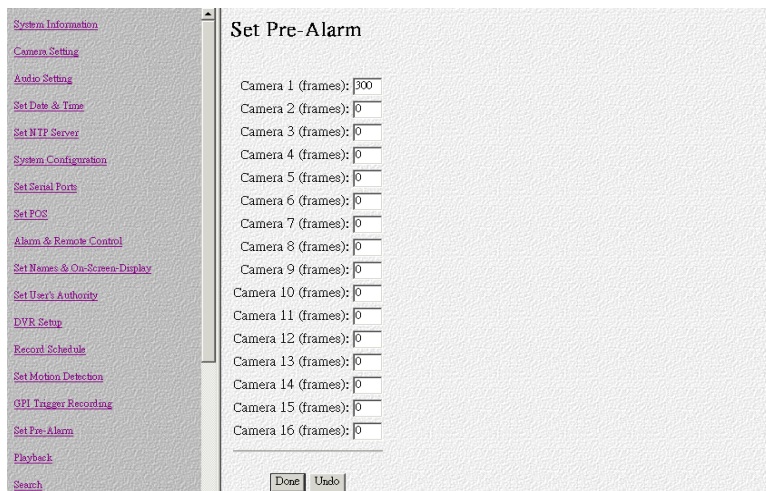 System Information
Camera Setting
Audio Setting
Set Date & Time
Set NTP Server
System Configuration
Set Serial Ports
Set POS
Alarm & Remote Control
Set Names & On-Screen-Display
Set User's Authority
DVR Setup
Record Schedule
Set Motion Detection
GPI Trigger Recording
Set Pre-Alarm
Playback
Search
Set Pre-Alarm
Camera 1 (frames): 300
Camera 2 (frames): 0
Camera 3 (frames): 0
Camera 4 (frames): 0
Camera 5 (frames): 0
Camera 6 (frames): 0
Camera 7 (frames): 0
Camera 8 (frames): 0
Camera 9 (frames): 0
Camera 10 (frames): 0
Camera 11 (frames): 0
Camera 12 (frames): 0
Camera 13 (frames): 0
Camera 14 (frames): 0
Camera 15 (frames): 0
Camera 16 (frames): 0
Done Undo